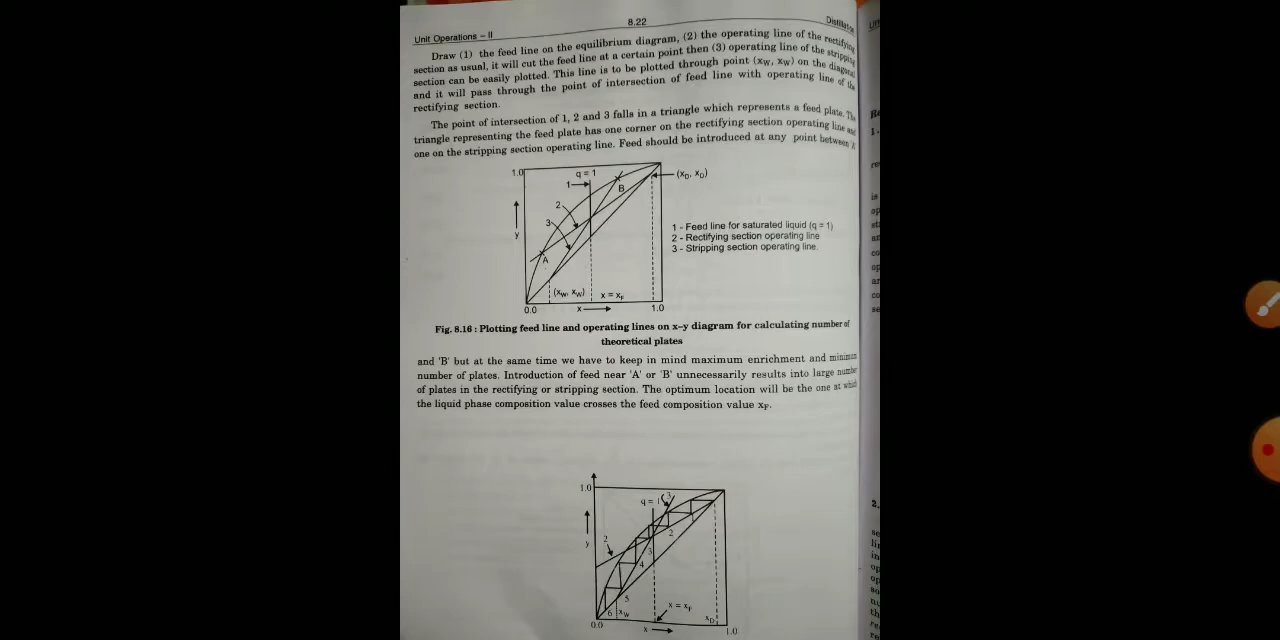 Unit Operations – II
8.22
Distillation
Draw (1) the feed line on the equilibrium diagram, (2) the operating line of the rectifying
section as usual, it will cut the feed line at a certain point then (3) operating line of the stripping
section can be easily plotted. This line is to be plotted through point (xW, xW) on the diagonal
and it will pass through the point of intersection of feed line with operating line of the
rectifying section.
The point of intersection of 1, 2 and 3 falls in a triangle which represents a feed plate. The
triangle representing the feed plate has one corner on the rectifying section operating line and
one on the stripping section operating line. Feed should be introduced at any point between 'A'
1.0
q = 1
1
B
(xD, xD)
2
3
y
A
1 - Feed line for saturated liquid (q = 1)
2 - Rectifying section operating line
3 - Stripping section operating line.
(xW, xW)
x = xF
0.0
x
1.0
Fig. 8.16 : Plotting feed line and operating lines on x–y diagram for calculating number of
theoretical plates
and 'B' but at the same time we have to keep in mind maximum enrichment and minimum
number of plates. Introduction of feed near 'A' or 'B' unnecessarily results into large number
of plates in the rectifying or stripping section. The optimum location will be the one at which
the liquid phase composition value crosses the feed composition value xF.
1.0
q = 1
3
2
y
2
3
4
5
6
xW
x = xF
xD
0.0
x
1.0